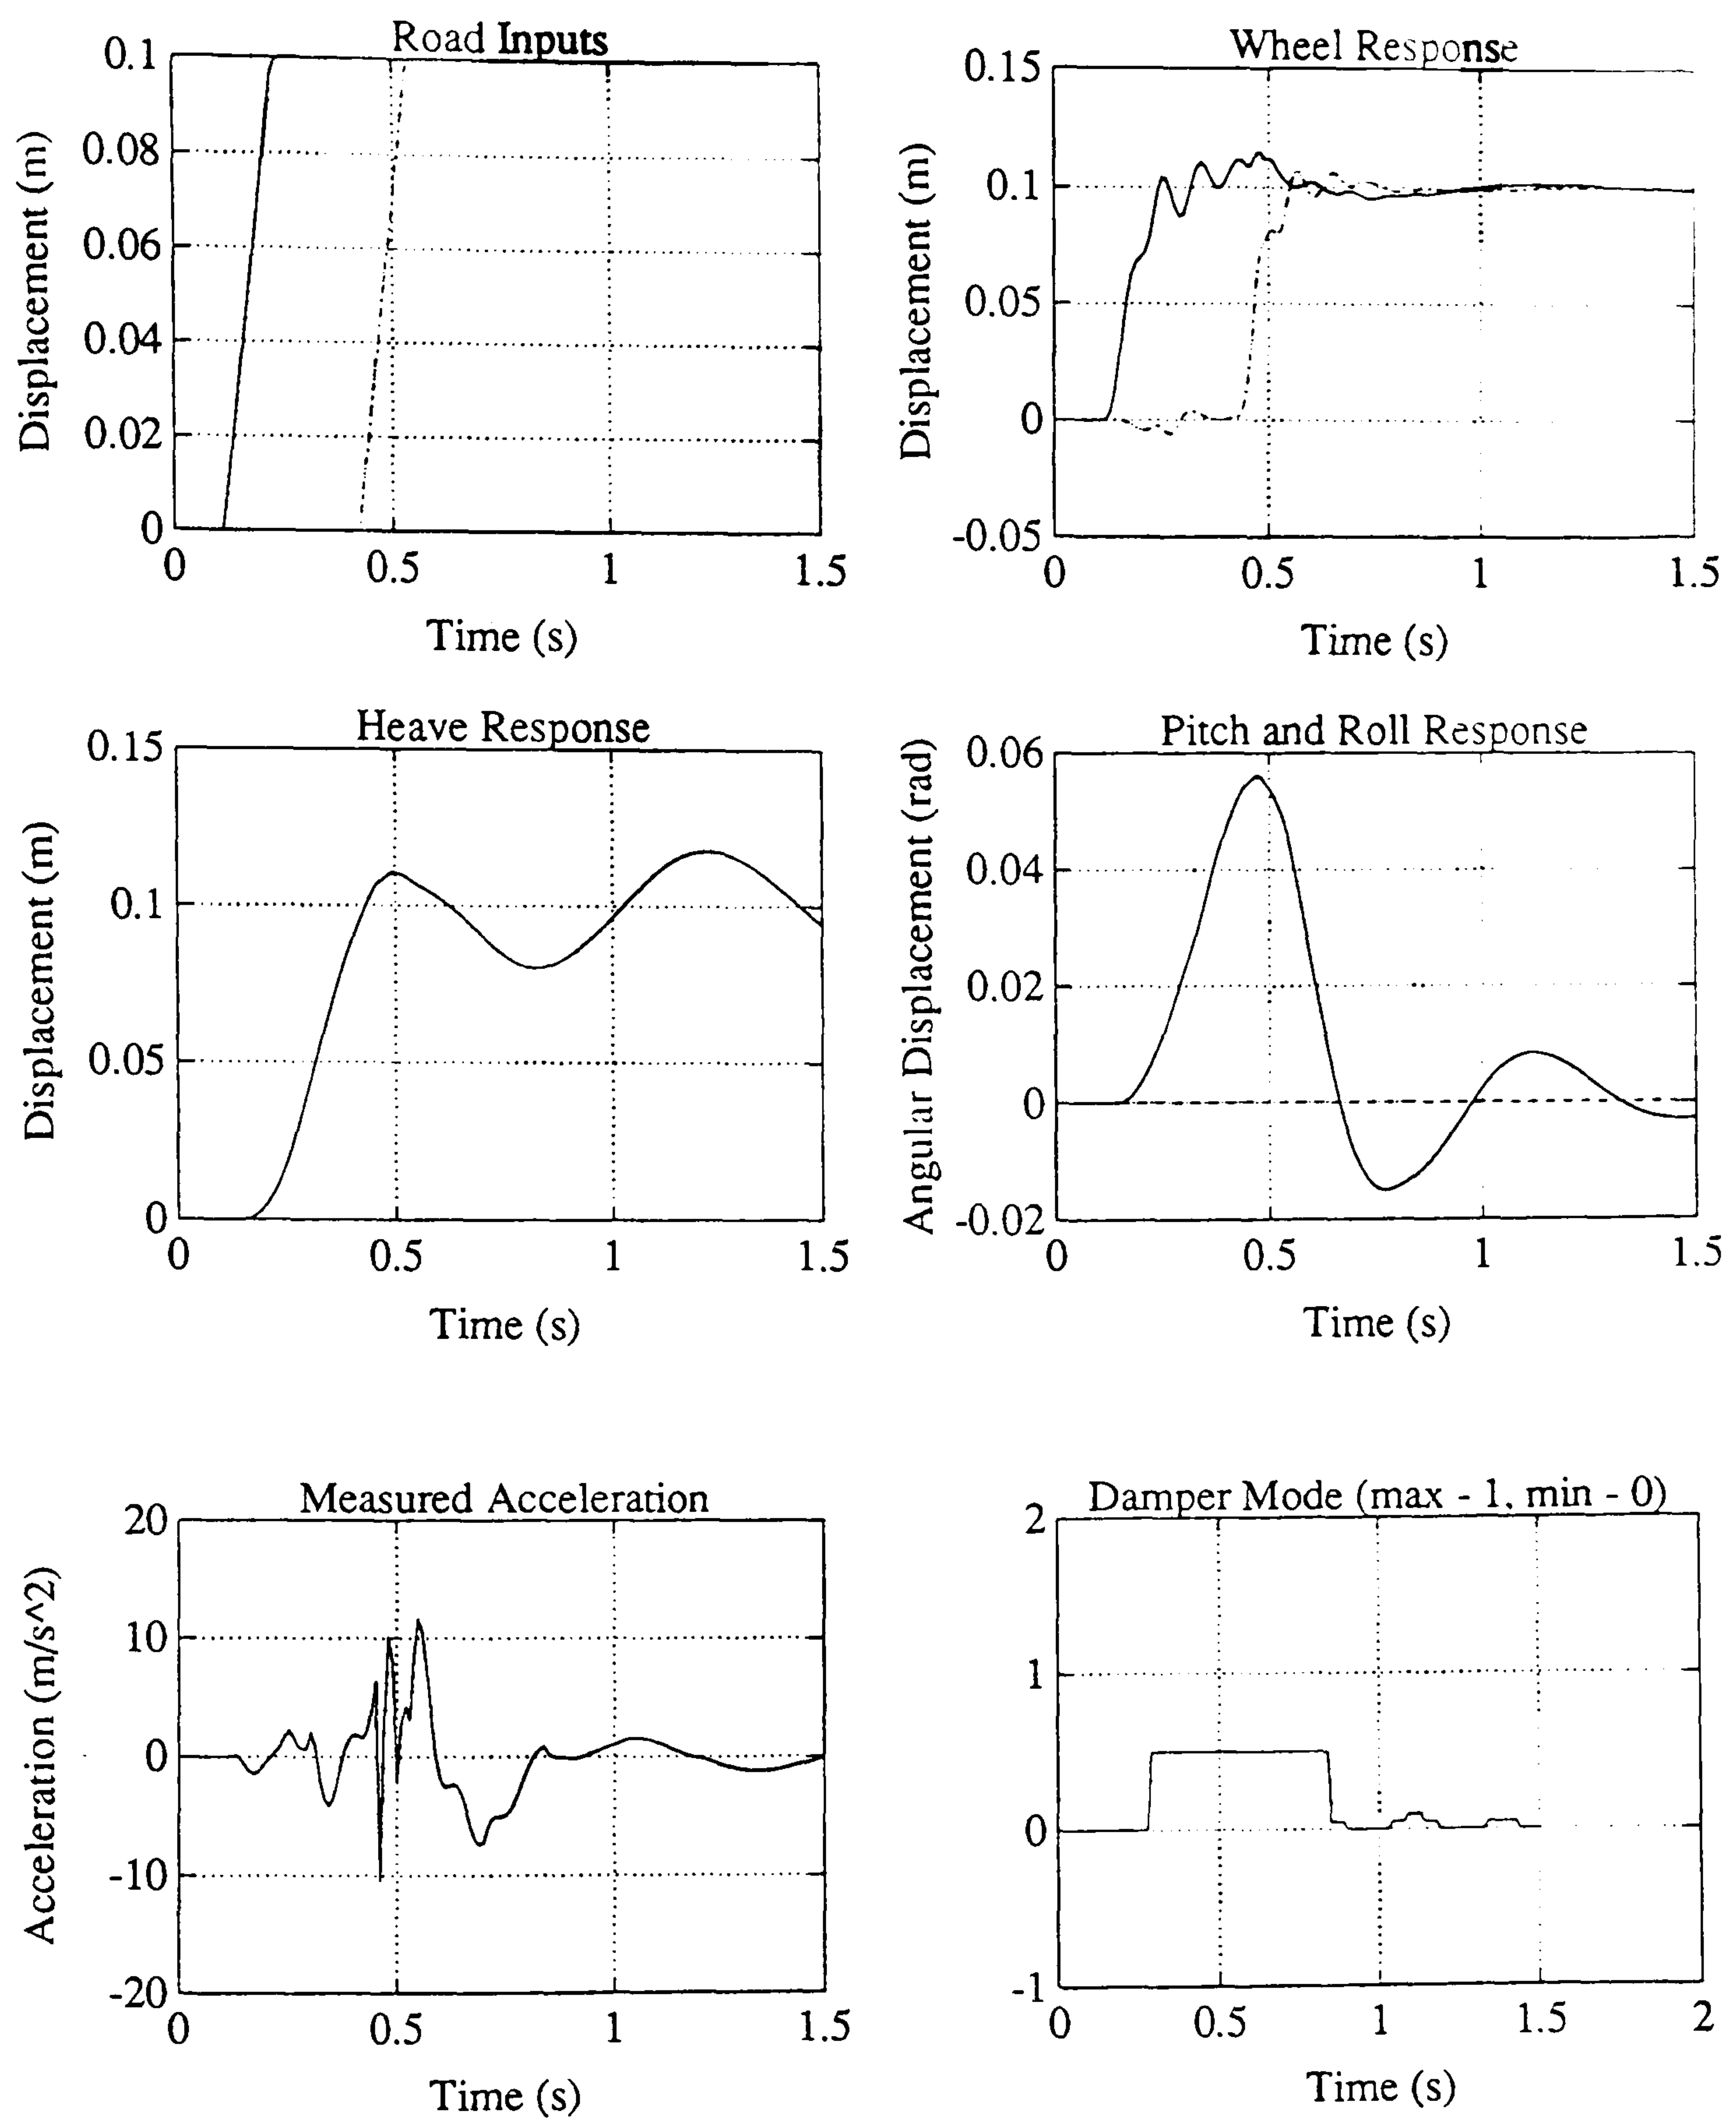 Road Inputs
Displacement (m)
0.1
0.08
0.06
0.04
0.02
0
0 0.5 1 1.5
Time (s)
Wheel Response
Displacement (m)
0.15
0.1
0.05
0
-0.05
0 0.5 1 1.5
Time (s)
Heave Response
Displacement (m)
0.15
0.1
0.05
0
0 0.5 1 1.5
Time (s)
Pitch and Roll Response
Angular Displacement (rad)
0.06
0.04
0.02
0
-0.02
0 0.5 1 1.5
Time (s)
Measured Acceleration
Acceleration (m/s^2)
20
10
0
-10
-20
0 0.5 1 1.5
Time (s)
Damper Mode (max - 1, min - 0)
2
1
0
-1
0 0.5 1 1.5 2
Time (s)